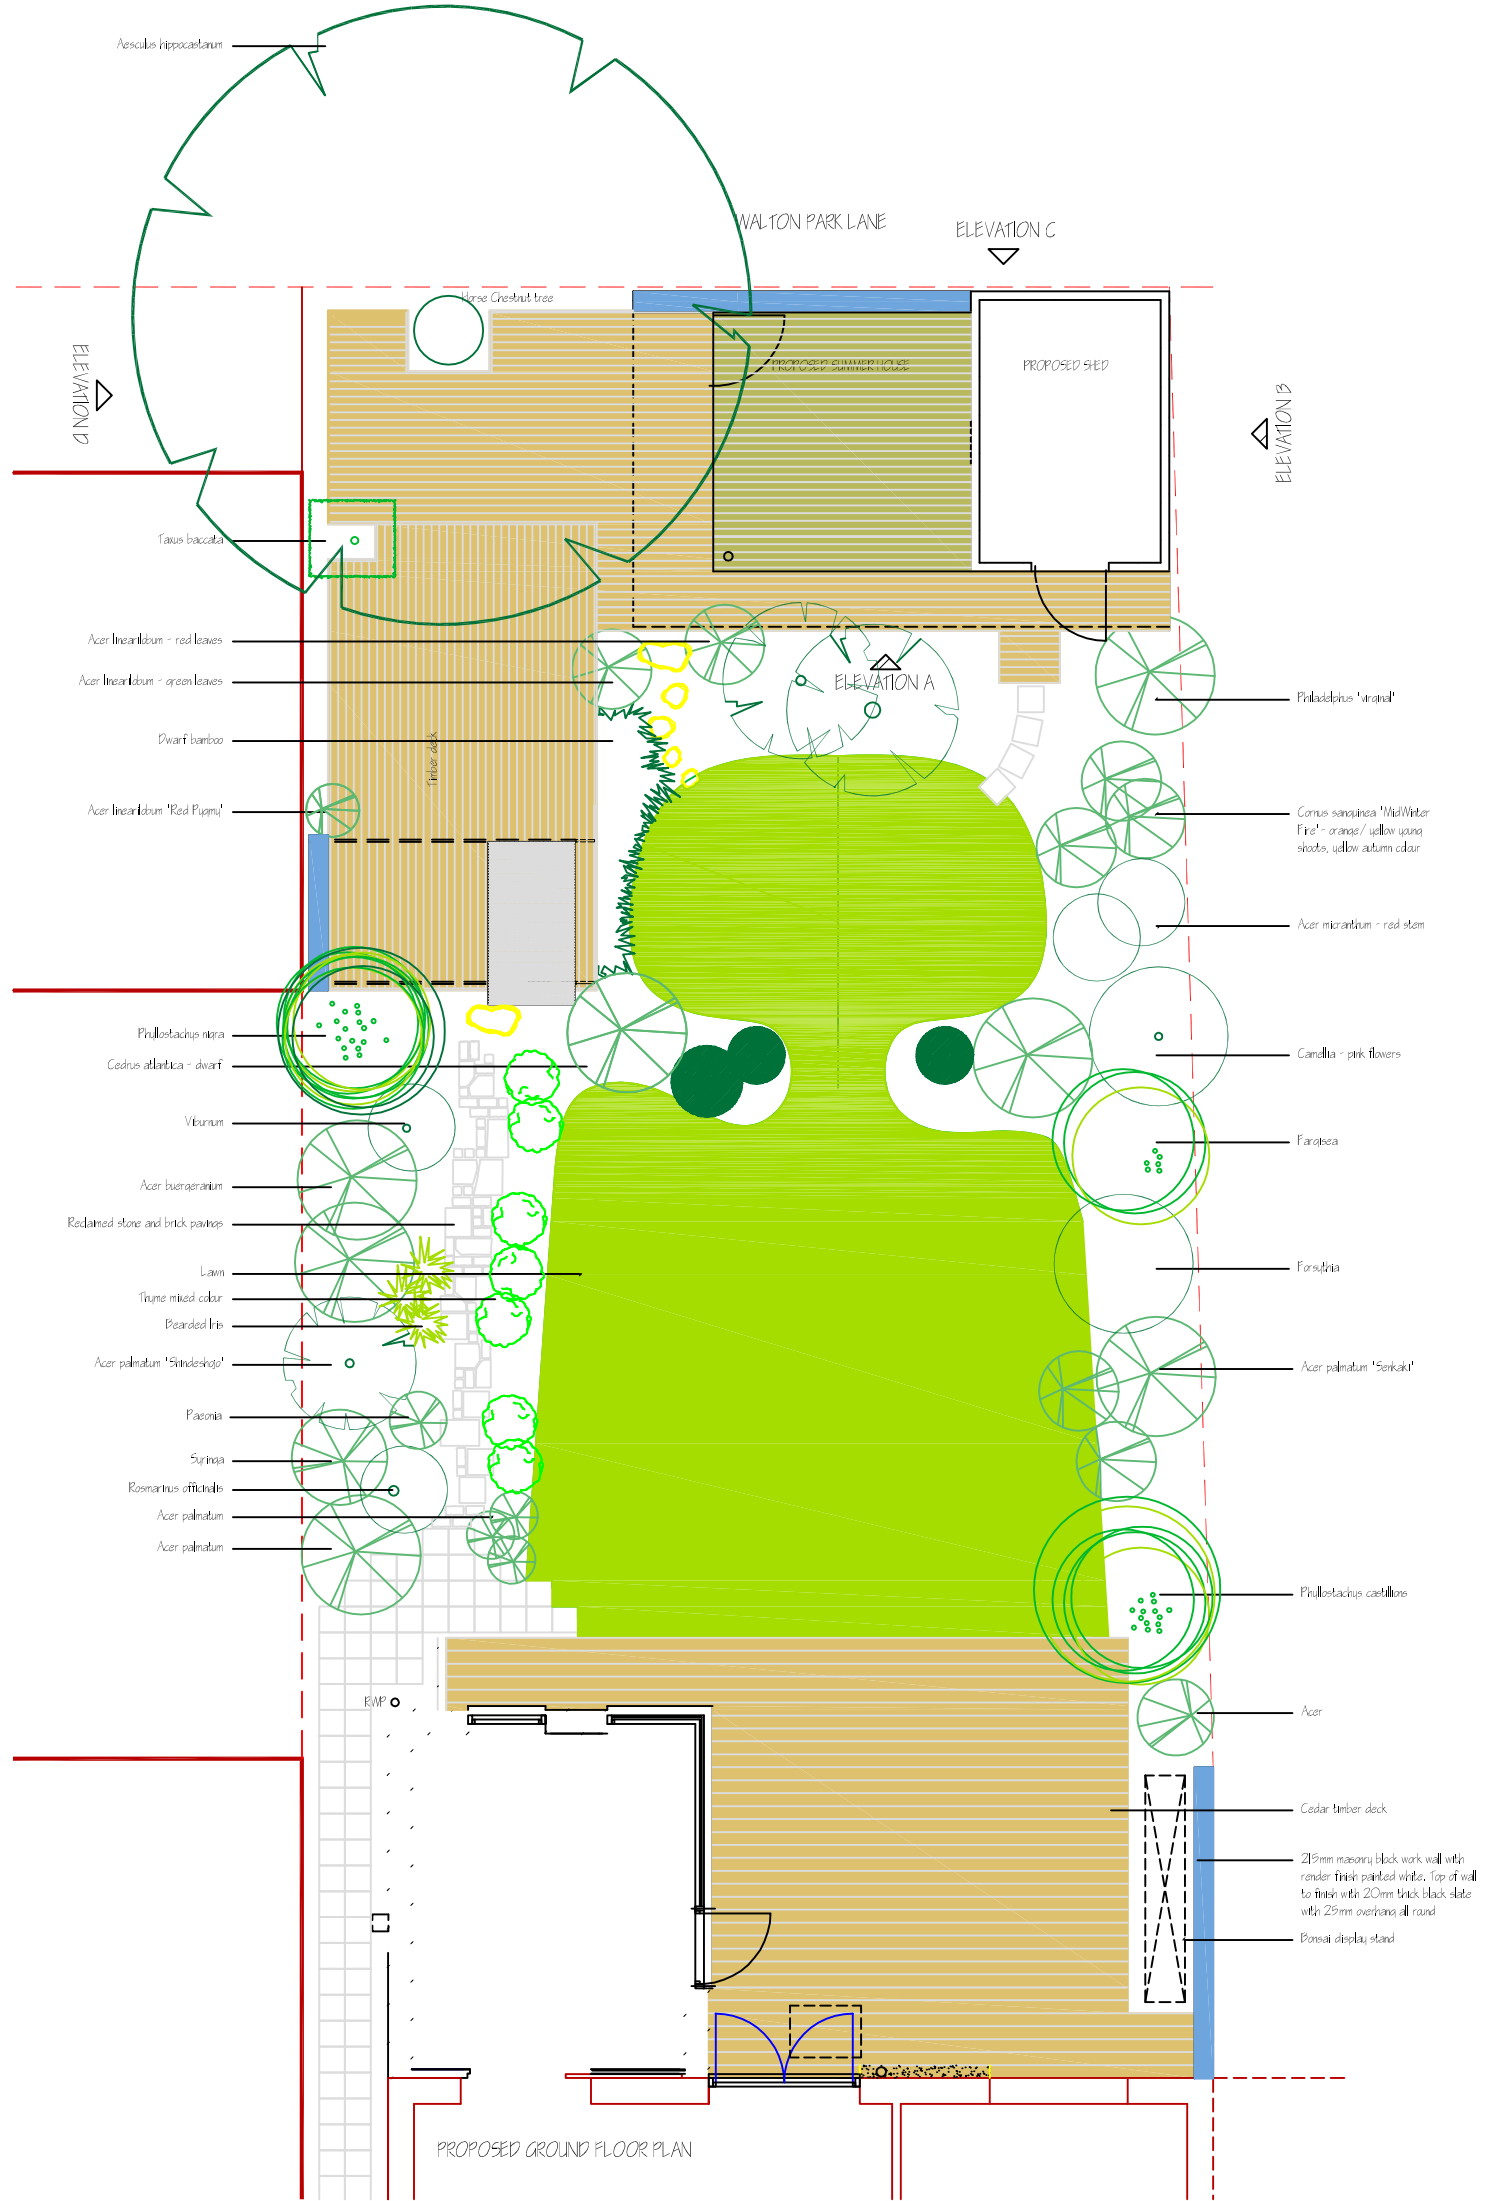 Aesculus hippocastanum
WALTON PARK LANE
ELEVATION C
Horse Chestnut tree
ELEVATION D
PROPOSED SUMMER HOUSE
PROPOSED SHED
ELEVATION B
Taxus baccata
Acer linearilobum - red leaves
Acer linearilobum - green leaves
ELEVATION A
Philadelphus 'virginal'
Dwarf bamboo
Timber deck
Acer linearilobum 'Red Pygmy'
Cornus sanguinea 'MidWinter
Fire' - orange/ yellow young
shoots, yellow autumn colour
Acer micranthum - red stem
Phyllostachus nigra
Cedrus atlantica - dwarf
Camellia - pink flowers
Viburnum
Fargisea
Acer buergeranium
Reclaimed stone and brick pavings
Lawn
Forsythia
Thyme mixed colour
Bearded Iris
Acer palmatum 'Shindeshojo'
Acer palmatum 'Senkaki'
Paeonia
Syringa
Rosmarinus officinalis
Acer palmatum
Acer palmatum
Phyllostachus castillions
RWP
Acer
Cedar timber deck
215mm masonry block work wall with
render finish painted white. Top of wall
to finish with 20mm thick black slate
with 25mm overhang all round
Bonsai display stand
PROPOSED GROUND FLOOR PLAN